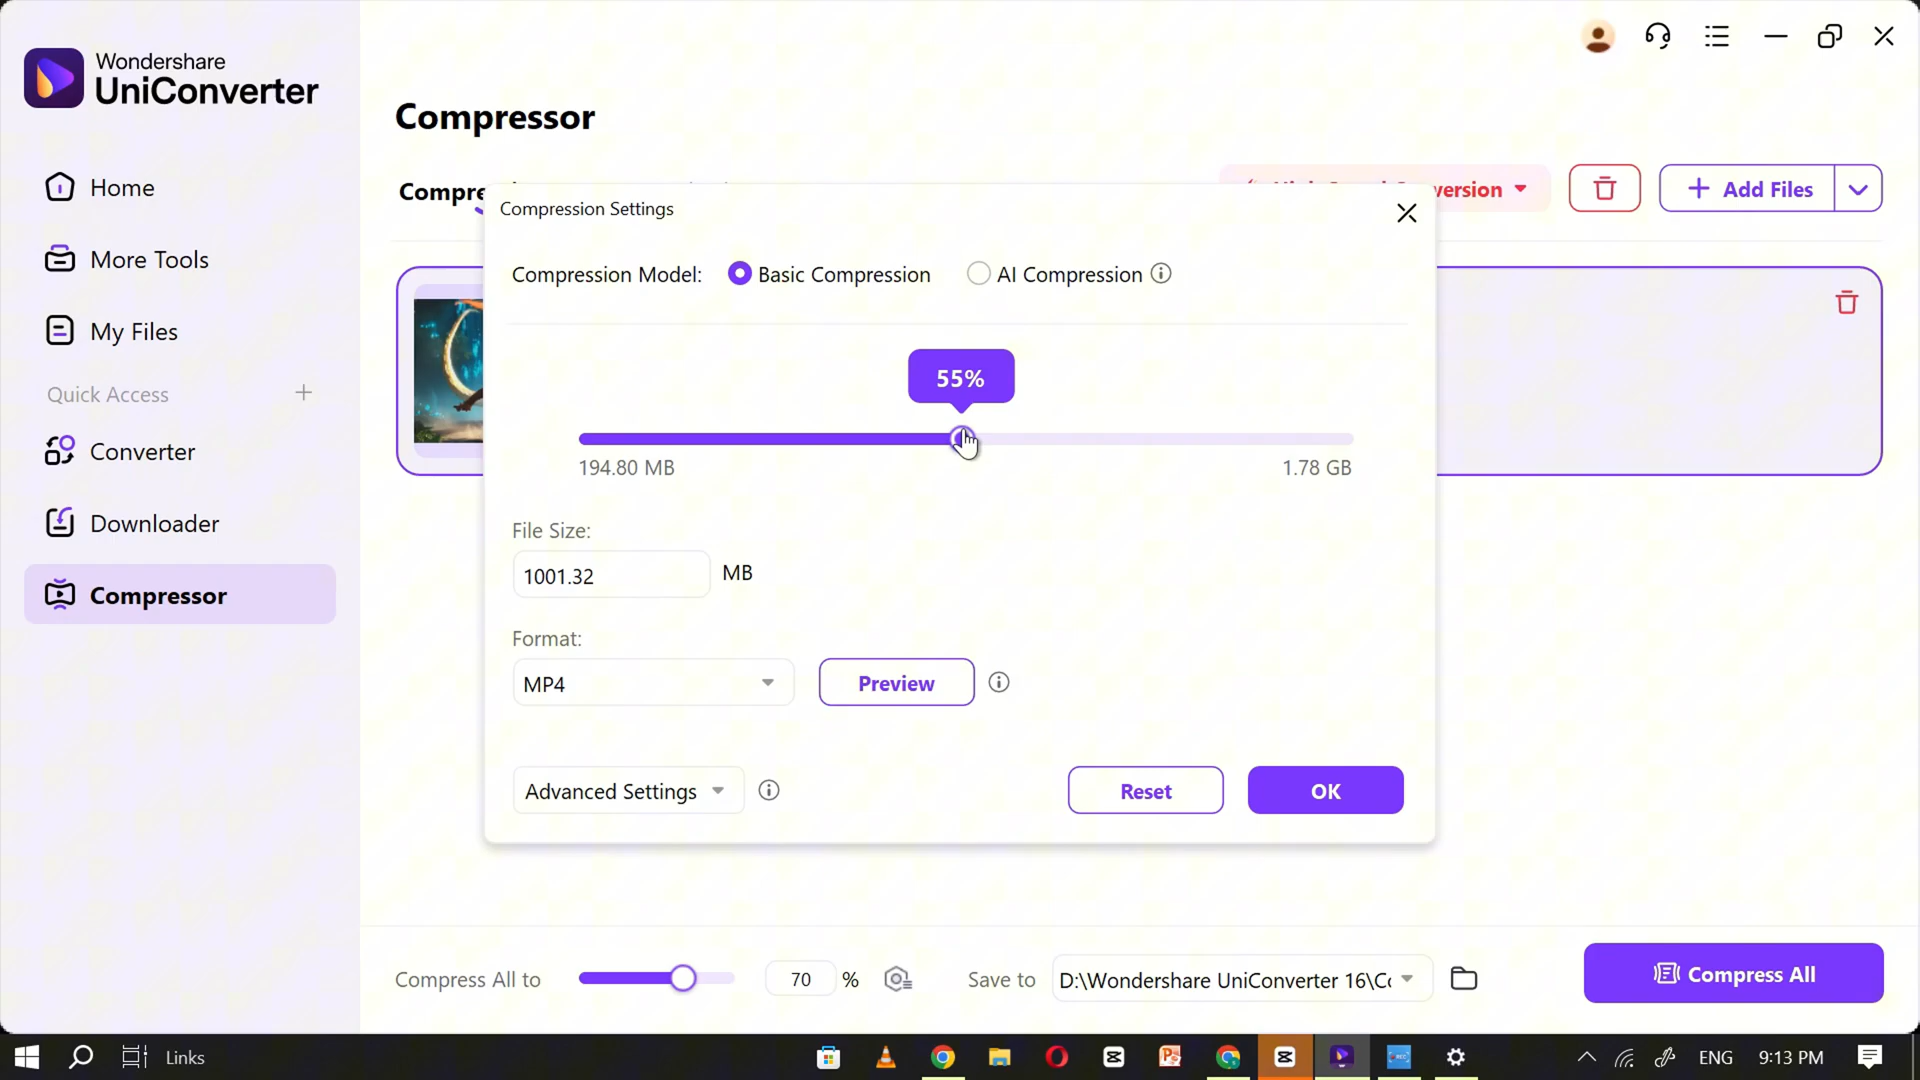 Wondershare
UniConverter
Home
More Tools
My Files
Quick Access
Converter
Downloader
Compressor
Compressor
Add Files
Compression Settings
Compression Model: Basic Compression AI Compression
55%
194.80 MB 1.78 GB
File Size:
1001.32 MB
Format:
MP4 Preview
Advanced Settings Reset OK
Compress All to 70 % Save to D:\Wondershare UniConverter 16\Cc Compress All
Links ENG 9:13 PM